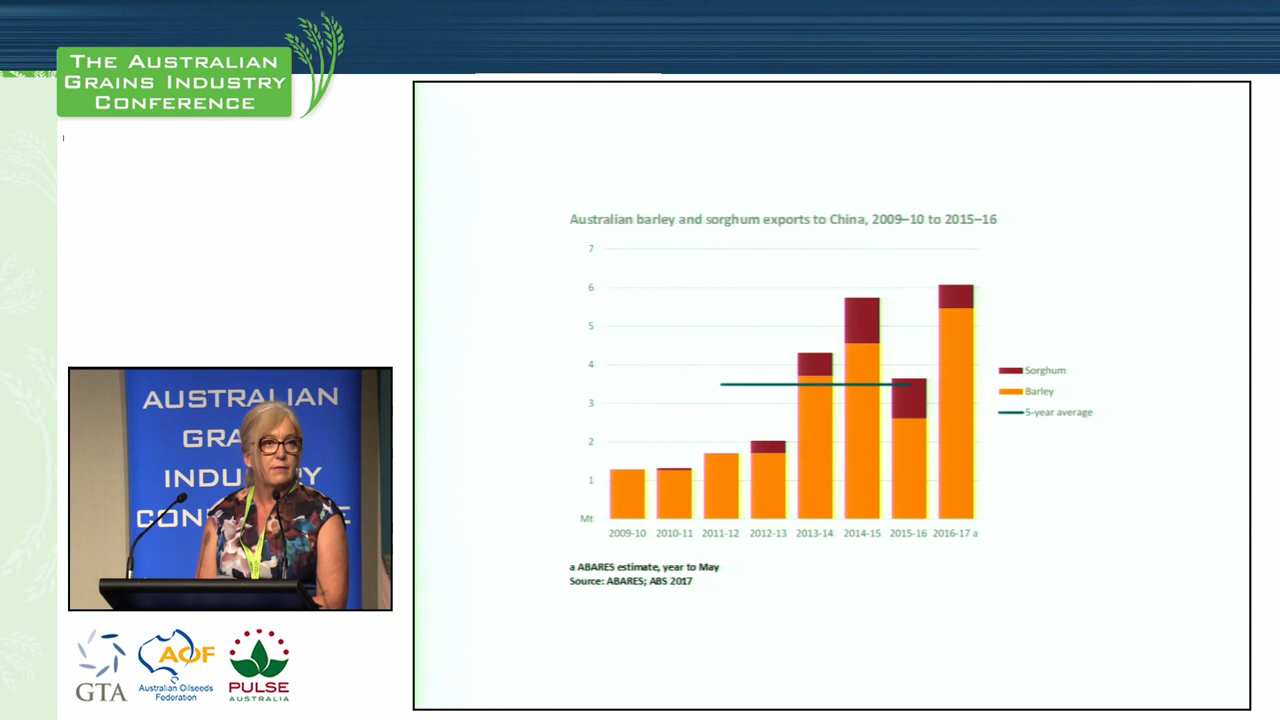 THE AUSTRALIAN
GRAINS INDUSTRY
CONFERENCE
Australian barley and sorghum exports to China, 2009–10 to 2015–16
7
6
5
4
3
2
1
Mt
2009-10 2010-11 2011-12 2012-13 2013-14 2014-15 2015-16 2016-17 a
Sorghum
Barley
5-year average
a ABARES estimate, year to May
Source: ABARES; ABS 2017
AUSTRALIAN
INDUSTRY
GTA
AOF
Australian Oilseeds
Federation
PULSE
AUSTRALIA